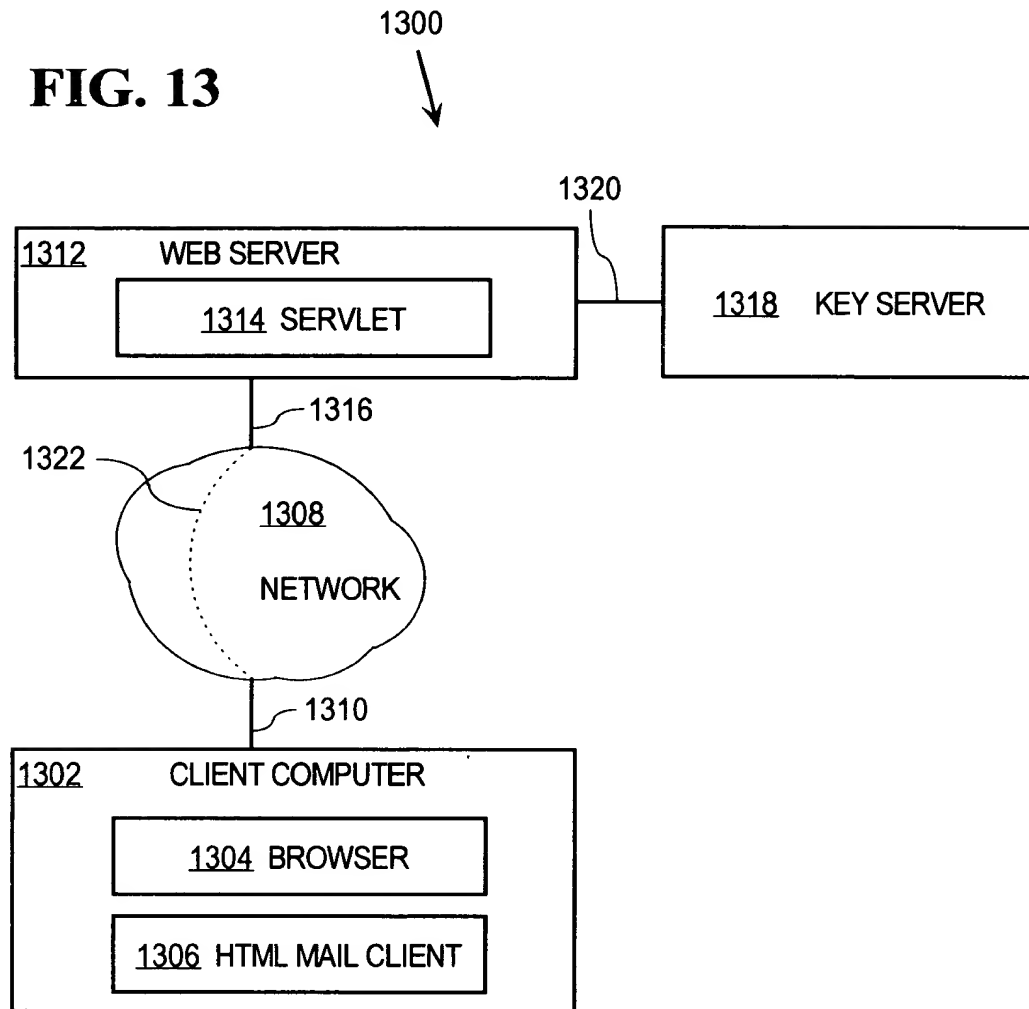 1300
FIG. 13
1320
1312 WEB SERVER
1314 SERVLET
1318 KEY SERVER
1316
1322
1308
NETWORK
1310
1302 CLIENT COMPUTER
1304 BROWSER
1306 HTML MAIL CLIENT